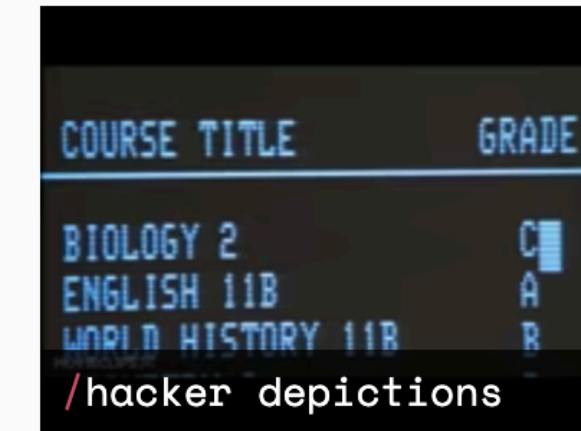 COURSE TITLE GRADE
BIOLOGY 2 C
ENGLISH 11B A
WORLD HISTORY 11B B
/hacker depictions